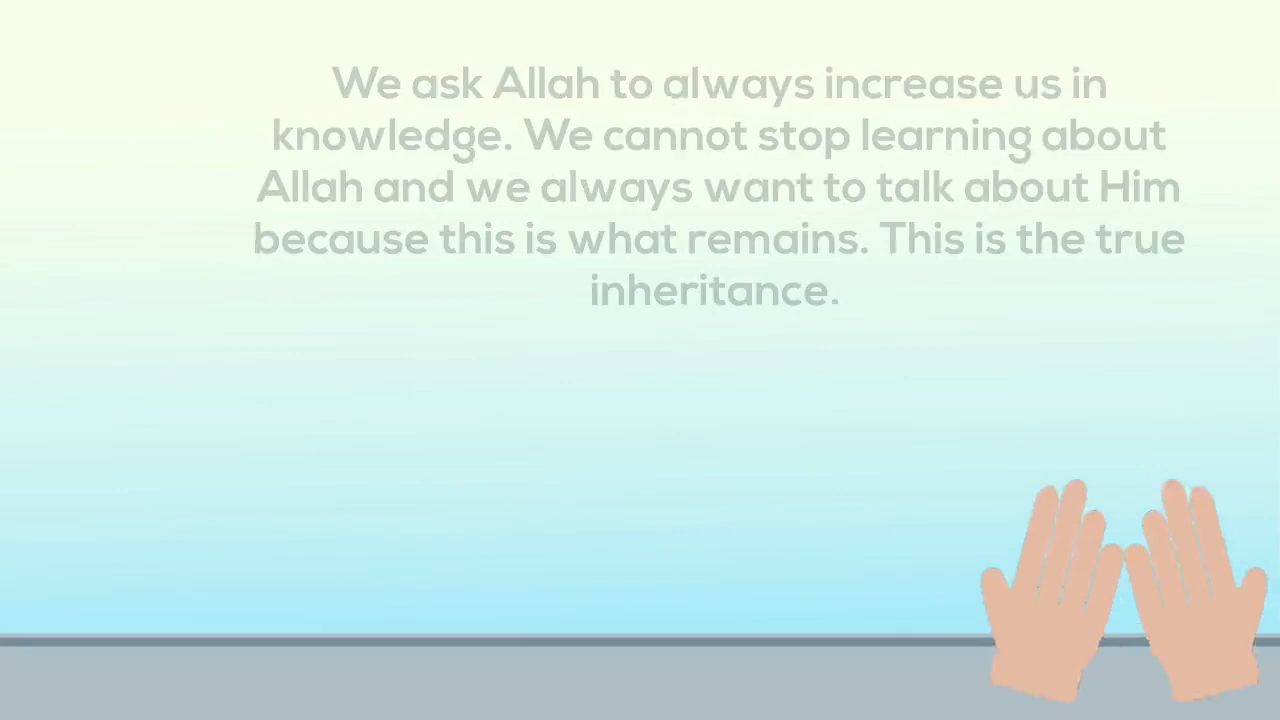 We ask Allah to always increase us in
knowledge. We cannot stop learning about
Allah and we always want to talk about Him
because this is what remains. This is the true
inheritance.